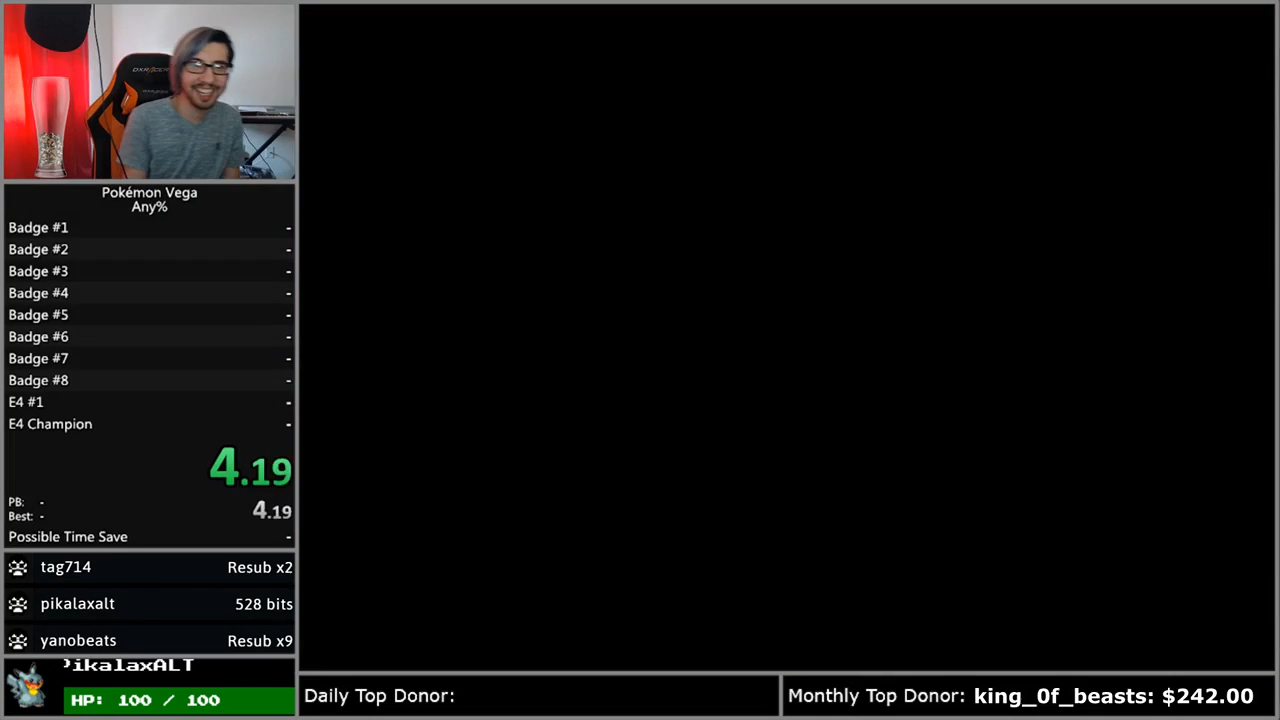 DXRACER
Pokémon Vega
Any%
Badge #1 -
Badge #2 -
Badge #3 -
Badge #4 -
Badge #5 -
Badge #6 -
Badge #7 -
Badge #8 -
E4 #1 -
E4 Champion -
4.19
PB: -
Best: - 4.19
Possible Time Save -
tag714 Resub x2
pikalaxalt 528 bits
yanobeats Resub x9
PikalaxALT
HP: 100 / 100
Daily Top Donor:
Monthly Top Donor: king_0f_beasts: $242.00